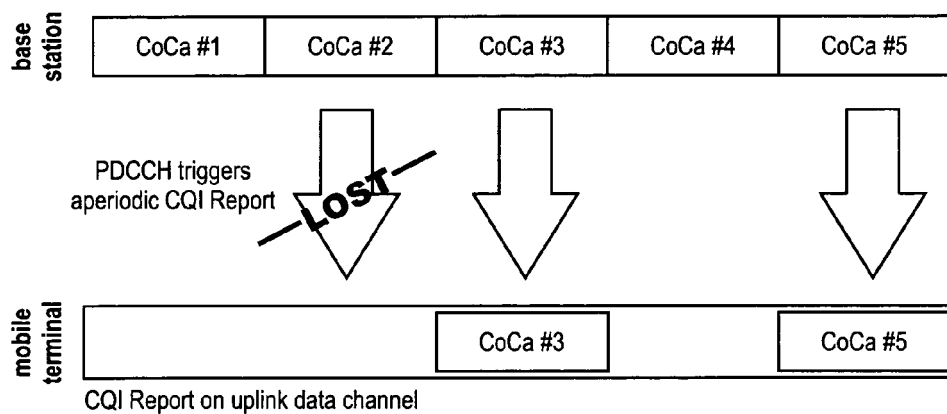 base
station
CoCa #1
CoCa #2
CoCa #3
CoCa #4
CoCa #5
PDCCH triggers
aperiodic CQI Report
LOST
mobile
terminal
CoCa #3
CoCa #5
CQI Report on uplink data channel